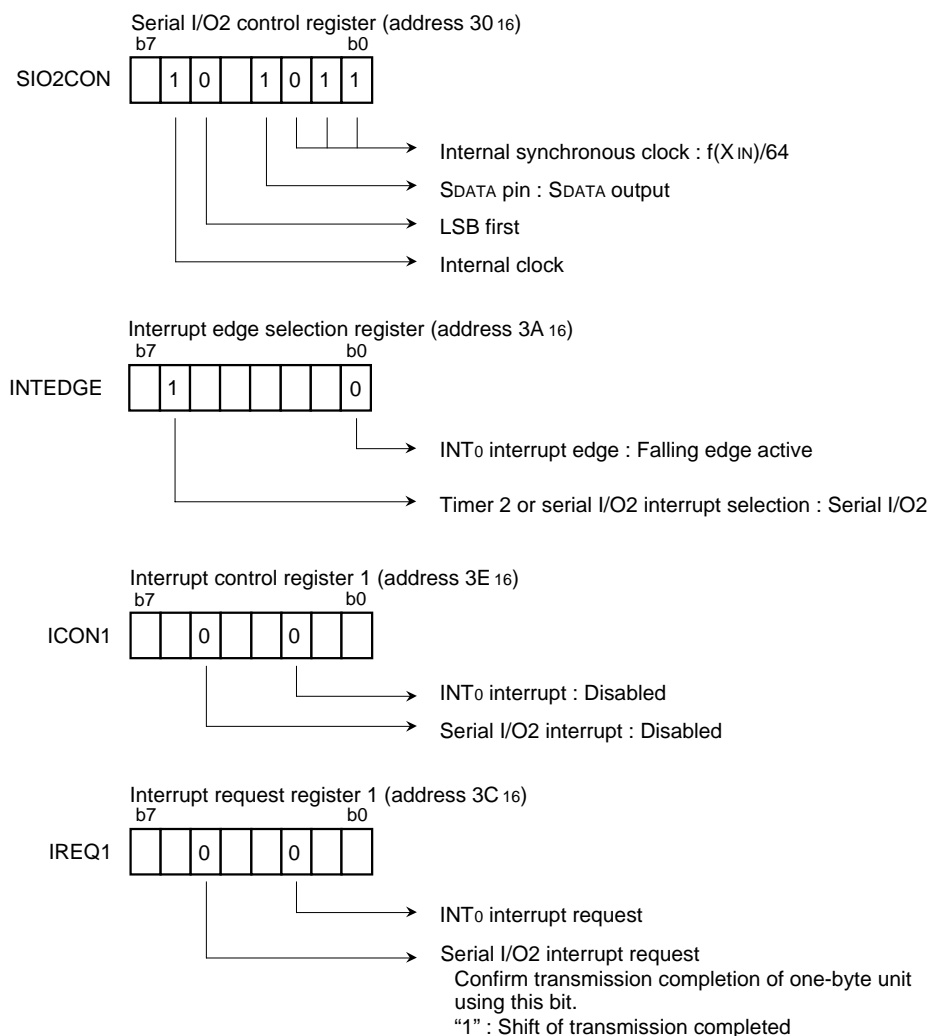 Serial I/O2 control register (address 30 16)
b7 b0
SIO2CON 1 0 1 0 1 1
Internal synchronous clock : f(XIN)/64
SDATA pin : SDATA output
LSB first
Internal clock
Interrupt edge selection register (address 3A 16)
b7 b0
INTEDGE 1 0
INT0 interrupt edge : Falling edge active
Timer 2 or serial I/O2 interrupt selection : Serial I/O2
Interrupt control register 1 (address 3E 16)
b7 b0
ICON1 0 0
INT0 interrupt : Disabled
Serial I/O2 interrupt : Disabled
Interrupt request register 1 (address 3C 16)
b7 b0
IREQ1 0 0
INT0 interrupt request
Serial I/O2 interrupt request
Confirm transmission completion of one-byte unit
using this bit.
“1” : Shift of transmission completed